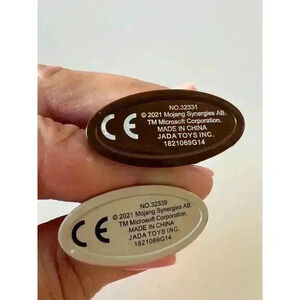 NO.32331
© 2021 Mojang Synergies AB.
TM Microsoft Corporation.
MADE IN CHINA
JADA TOYS INC.
1821069G14
CE
NO.32339
© 2021 Mojang Synergies AB.
TM Microsoft Corporation.
MADE IN CHINA
JADA TOYS INC.
1821069G14
CE